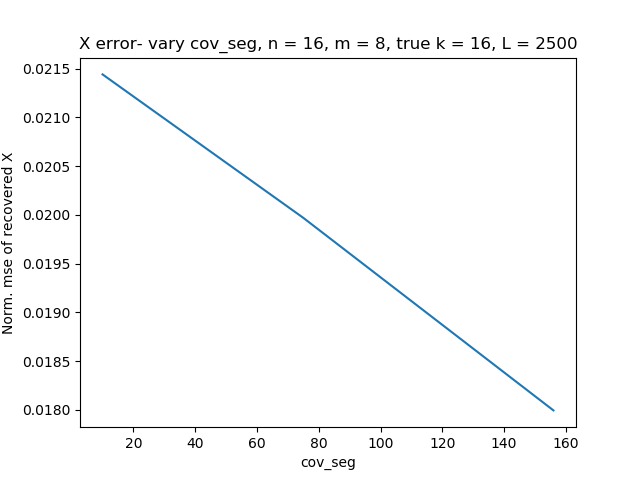 X error- vary cov_seg, n = 16, m = 8, true k = 16, L = 2500
Norm. mse of recovered X
0.0215
0.0210
0.0205
0.0200
0.0195
0.0190
0.0185
0.0180
20 40 60 80 100 120 140 160
cov_seg